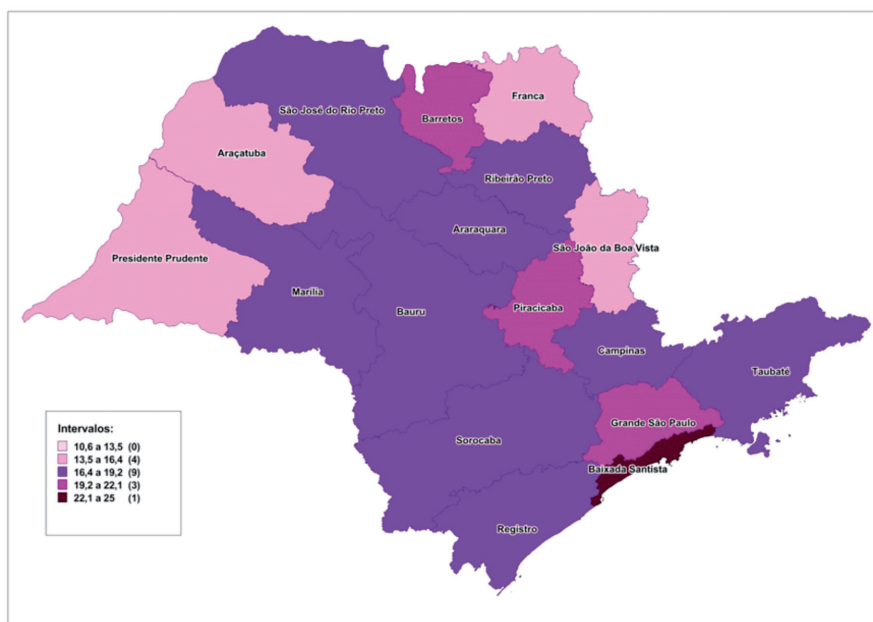 Franca
São José do Rio Preto
Barretos
Araçatuba
Ribeirão Preto
Araraquara
São João da Boa Vista
Presidente Prudente
Marília
Bauru
Piracicaba
Campinas
Taubaté
Grande São Paulo
Sorocaba
Baixada Santista
Registro
Intervalos:
10,6 a 13,5 (0)
13,5 a 16,4 (4)
16,4 a 19,2 (9)
19,2 a 22,1 (3)
22,1 a 25 (1)